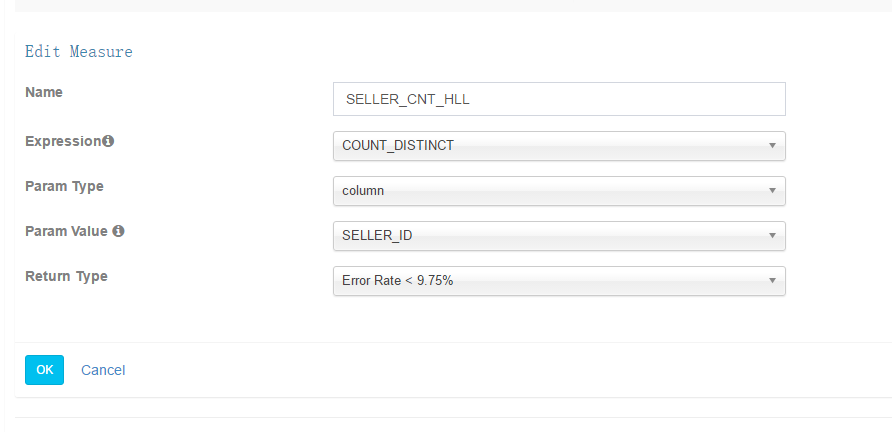 Edit Measure
Name
SELLER_CNT_HLL
Expression
COUNT_DISTINCT
Param Type
column
Param Value
SELLER_ID
Return Type
Error Rate < 9.75%
OK Cancel